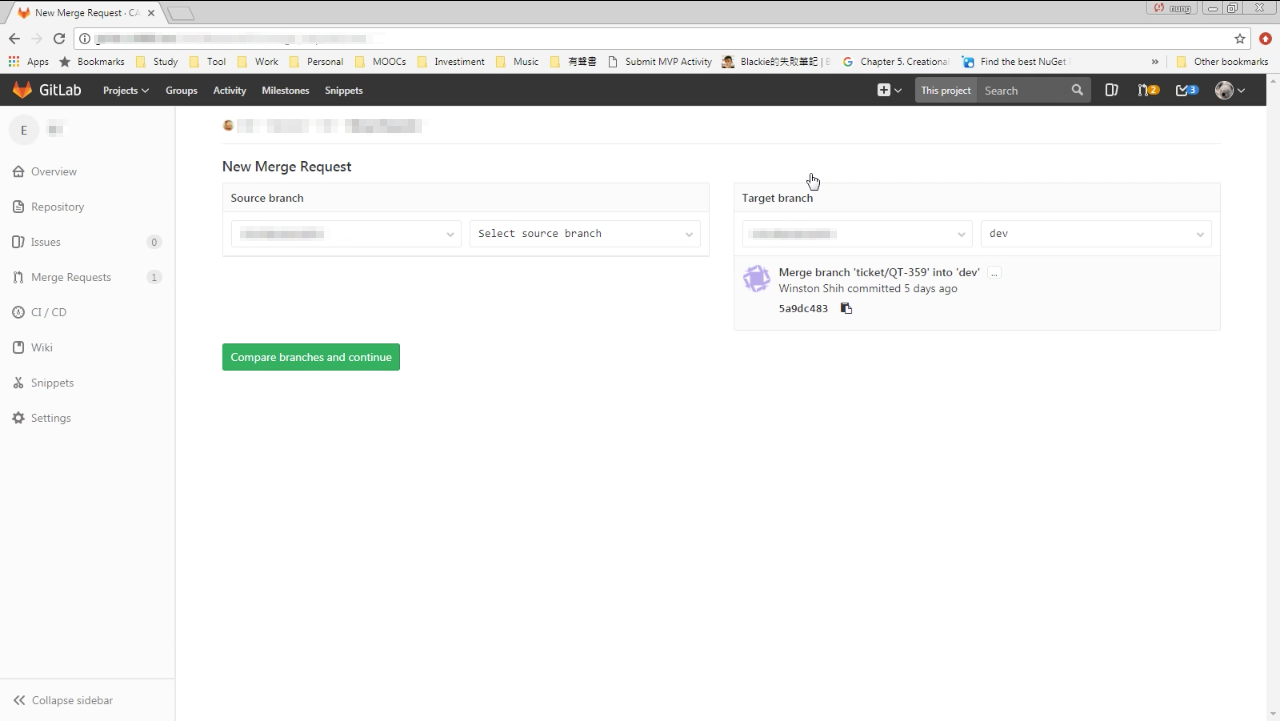 New Merge Request · CA
nung
Apps Bookmarks Study Tool Work Personal MOOCs Investiment Music 有聲書 Submit MVP Activity Blackie的失敗筆記 | B Chapter 5. Creational Find the best NuGet » Other bookmarks
GitLab Projects Groups Activity Milestones Snippets This project Search 2 3
E
Overview
Repository
Issues 0
Merge Requests 1
CI / CD
Wiki
Snippets
Settings
Collapse sidebar
New Merge Request
Source branch
Select source branch
Target branch
dev
Merge branch 'ticket/QT-359' into 'dev' ...
Winston Shih committed 5 days ago
5a9dc483
Compare branches and continue